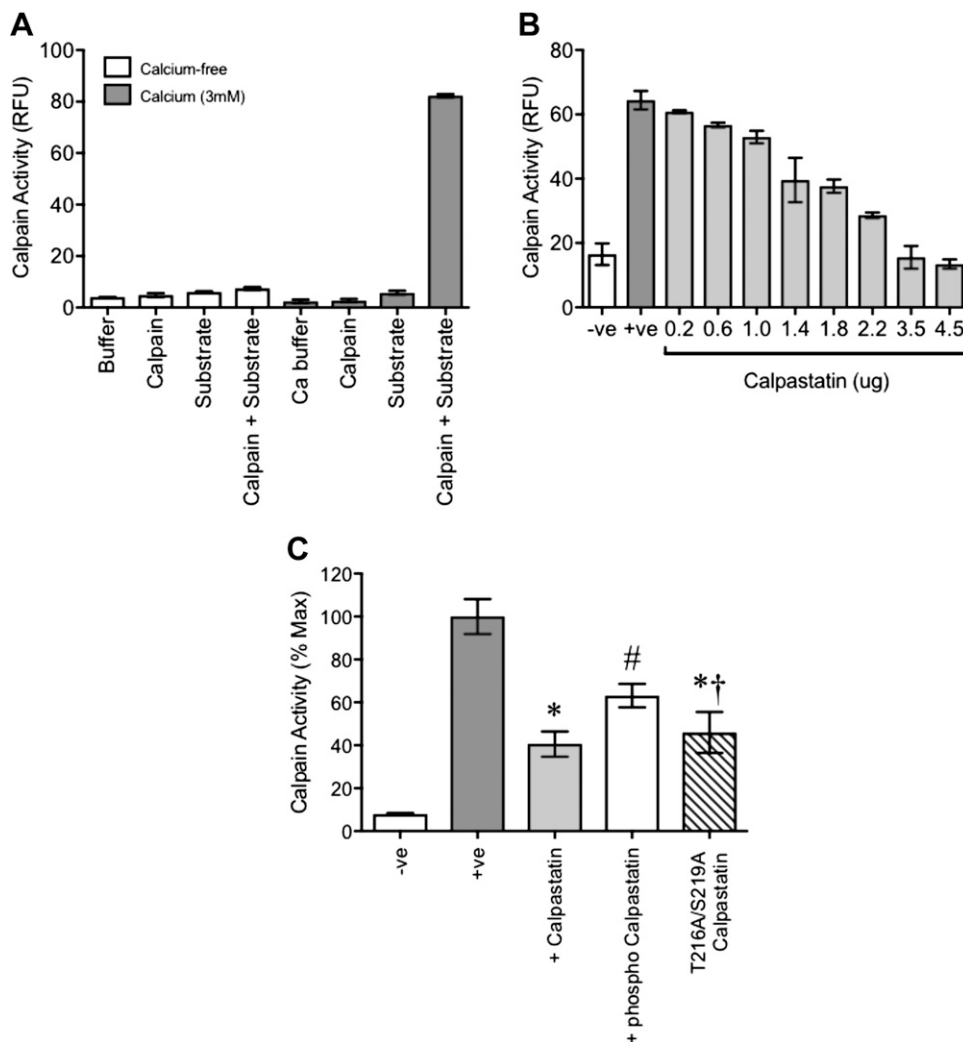 A
Calpain Activity (RFU)
100
80
60
40
20
0
Calcium-free
Calcium (3mM)
Buffer
Calpain
Substrate
Calpain + Substrate
Ca buffer
Calpain
Substrate
Calpain + Substrate
B
Calpain Activity (RFU)
80
60
40
20
0
-ve +ve 0.2 0.6 1.0 1.4 1.8 2.2 3.5 4.5
Calpastatin (ug)
C
Calpain Activity (% Max)
120
100
80
60
40
20
0
*
#
*†
-ve
+ve
+ Calpastatin
+ phospho Calpastatin
T216A/S219A
Calpastatin